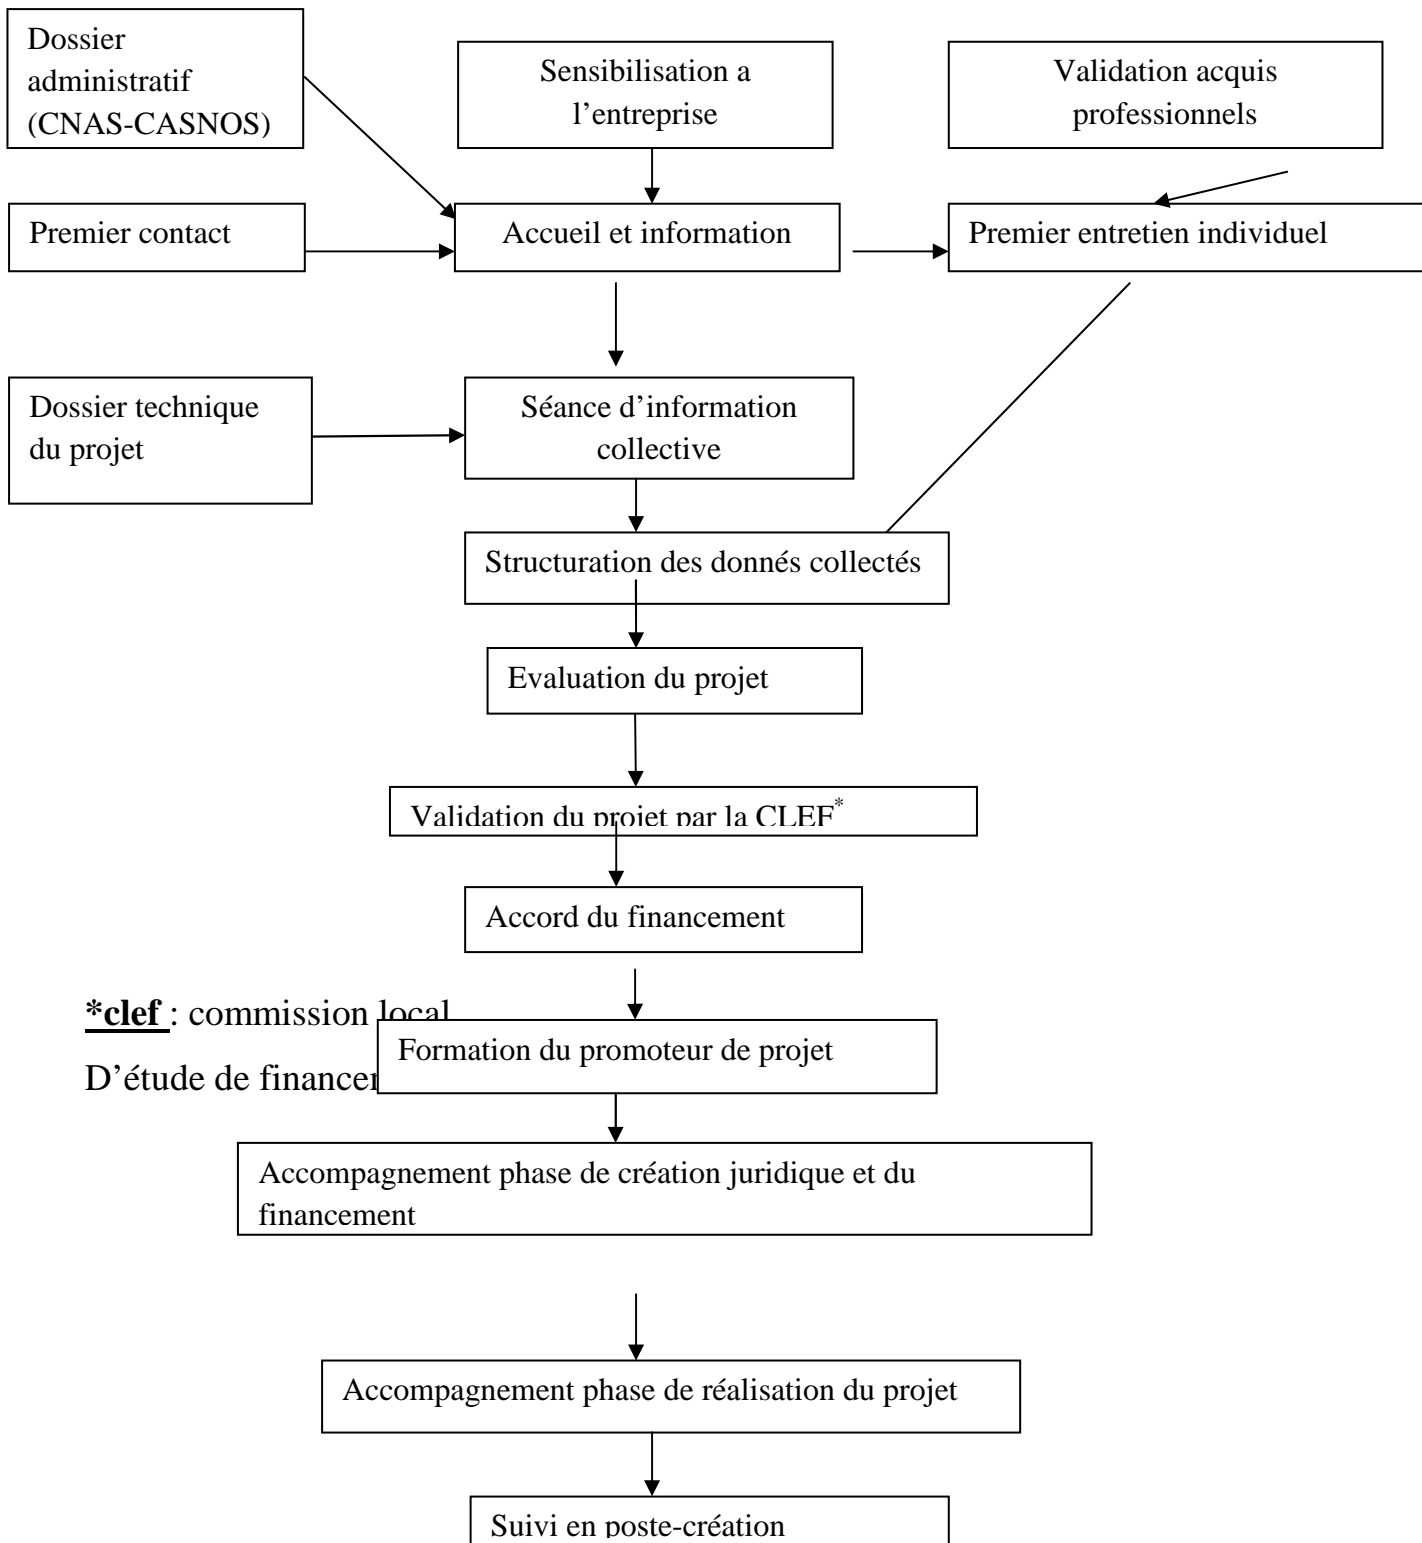 Dossier
administratif
(CNAS-CASNOS)
Sensibilisation a
l’entreprise
Validation acquis
professionnels
Premier contact
Accueil et information
Premier entretien individuel
Dossier technique
du projet
Séance d’information
collective
Structuration des donnés collectés
Evaluation du projet
Validation du projet par la CLEF*
Accord du financement
*clef : commission local
D’étude de financer
Formation du promoteur de projet
Accompagnement phase de création juridique et du
financement
Accompagnement phase de réalisation du projet
Suivi en poste-création